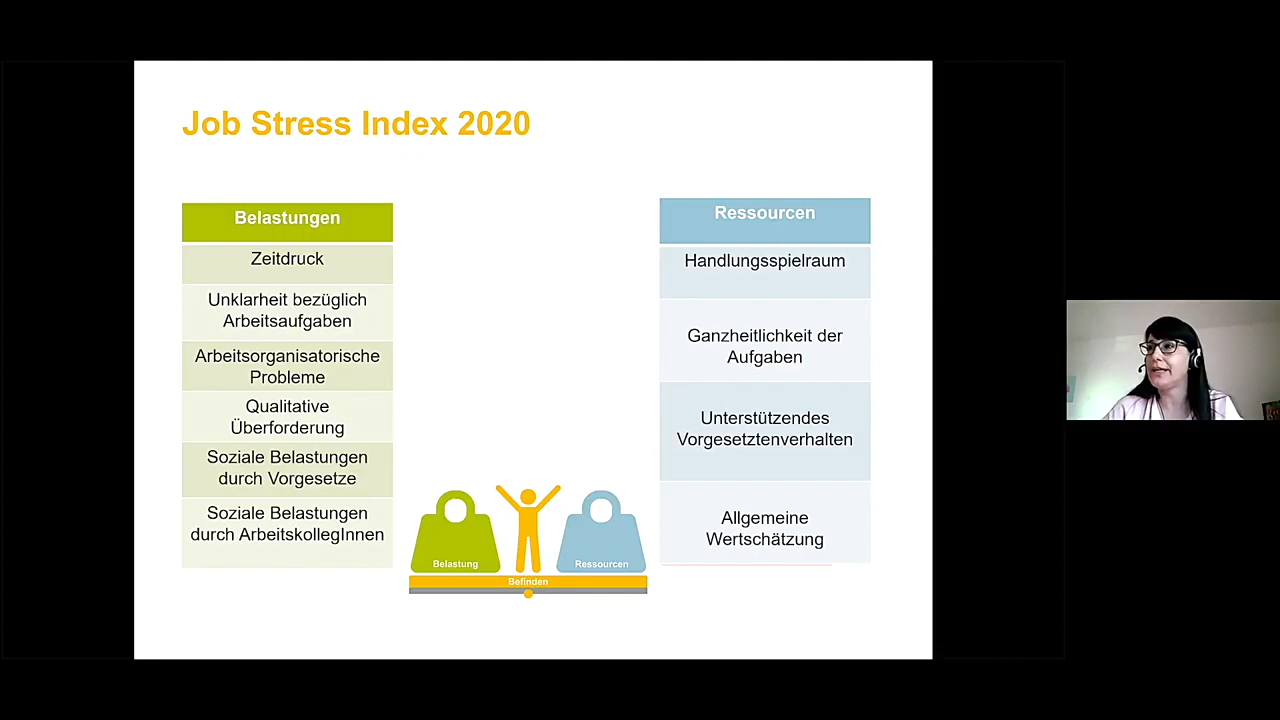 Job Stress Index 2020
Belastungen
Zeitdruck
Unklarheit bezüglich
Arbeitsaufgaben
Arbeitsorganisatorische
Probleme
Qualitative
Überforderung
Soziale Belastungen
durch Vorgesetze
Soziale Belastungen
durch ArbeitskollegInnen
Belastung
Ressourcen
Befinden
Ressourcen
Handlungsspielraum
Ganzheitlichkeit der
Aufgaben
Unterstützendes
Vorgesetztenverhalten
Allgemeine
Wertschätzung